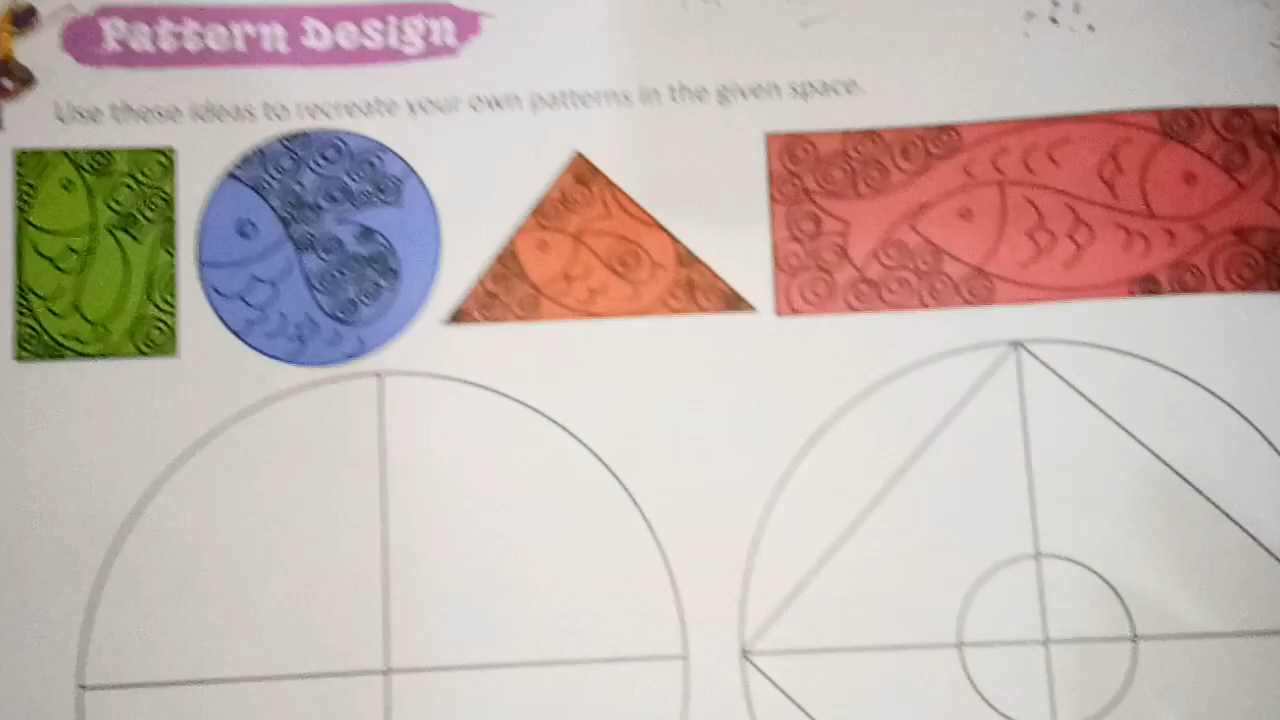 Pattern Design
Use these ideas to recreate your own patterns in the given space.